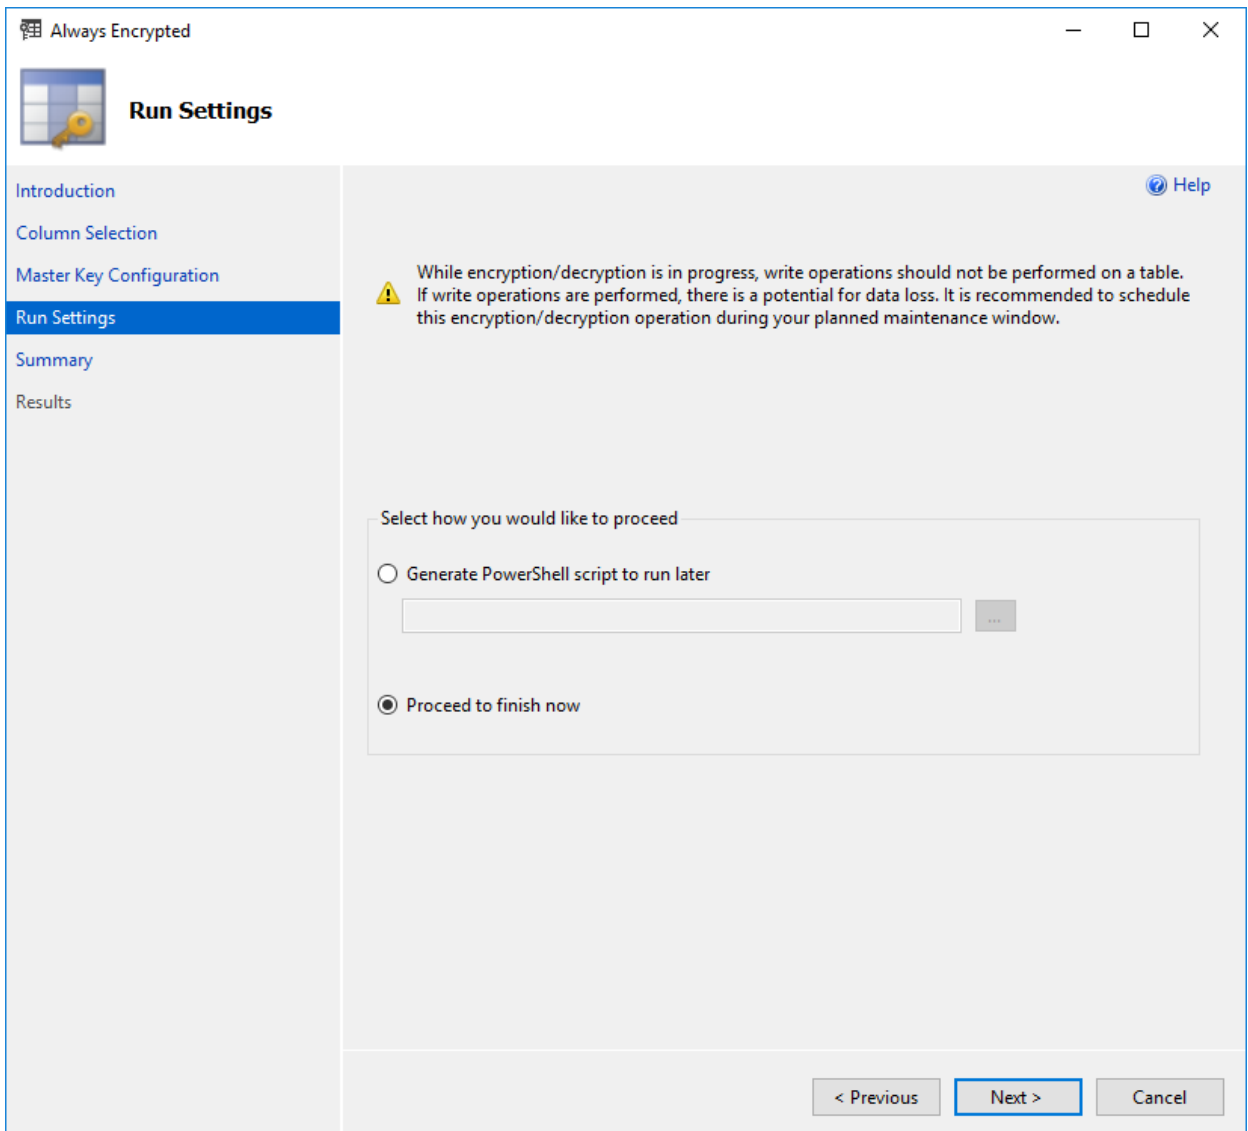 Always Encrypted
Run Settings
Introduction
Column Selection
Master Key Configuration
Run Settings
Summary
Results
Help
While encryption/decryption is in progress, write operations should not be performed on a table.
If write operations are performed, there is a potential for data loss. It is recommended to schedule
this encryption/decryption operation during your planned maintenance window.
Select how you would like to proceed
Generate PowerShell script to run later
...
Proceed to finish now
< Previous
Next >
Cancel